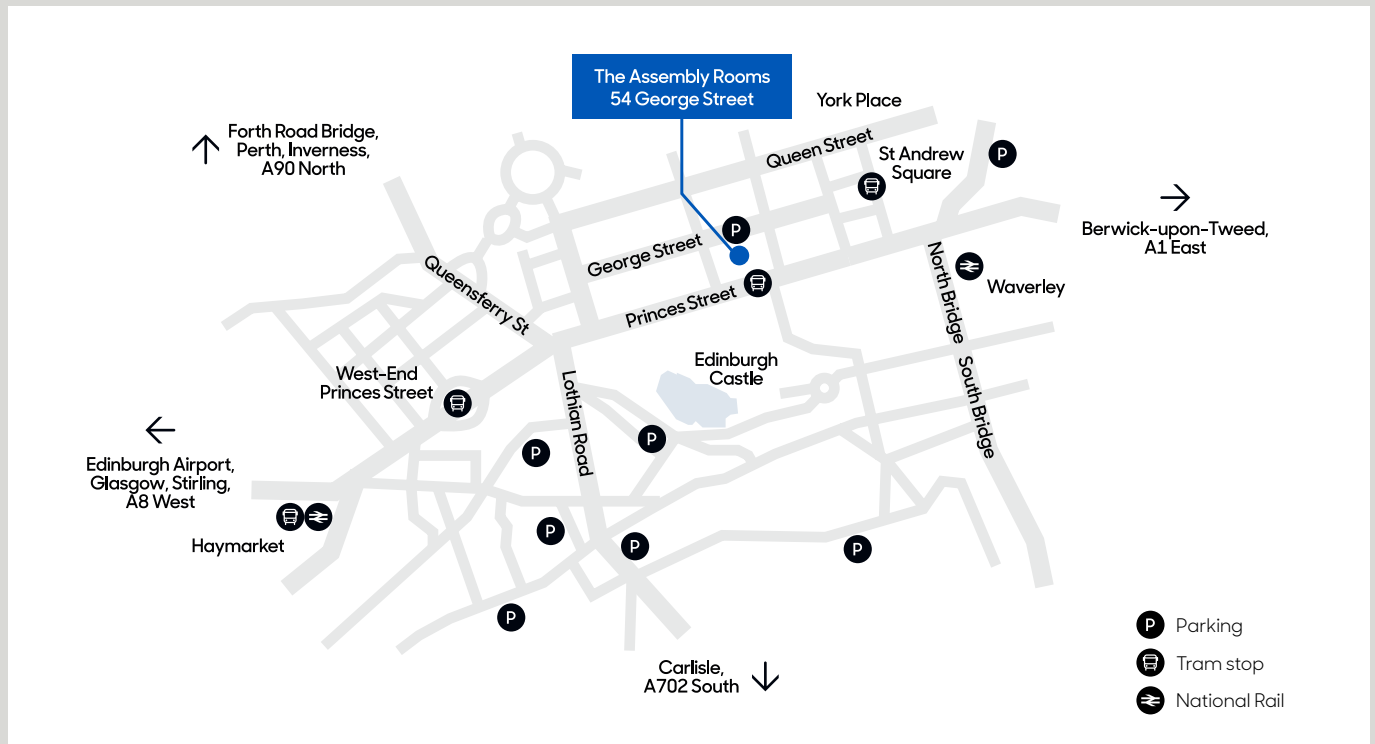 The Assembly Rooms
54 George Street
York Place
Forth Road Bridge,
Perth, Inverness,
A90 North
Queen Street
St Andrew
Square
P
P
Berwick-upon-Tweed,
A1 East
George Street
Queensferry St
Princes Street
North Bridge
Waverley
Edinburgh
Castle
West-End
Princes Street
Lothian Road
South Bridge
P
P
Edinburgh Airport,
Glasgow, Stirling,
A8 West
Haymarket
P
P
P
P
P Parking
Tram stop
National Rail
Carlisle,
A702 South